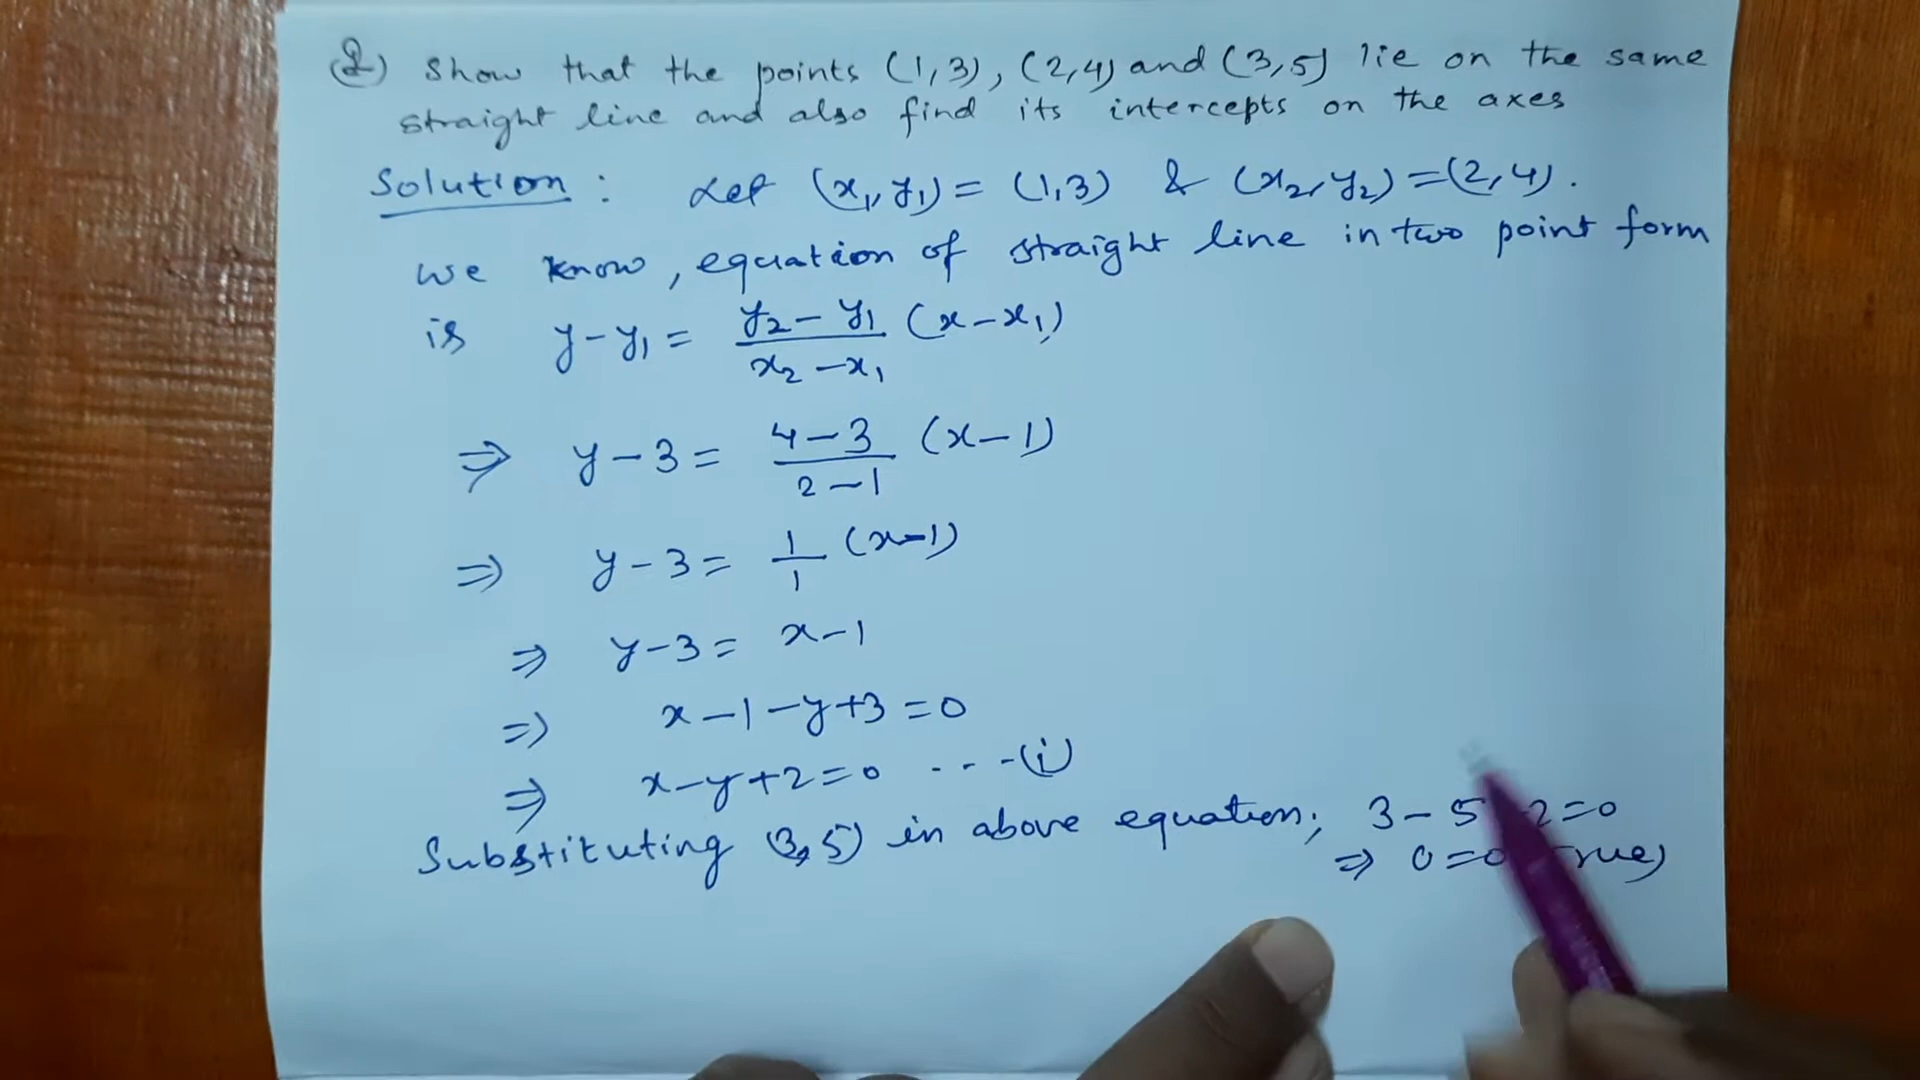 Q) Show that the points (1,3), (2,4) and (3,5) lie on the same
straight line and also find its intercepts on the axes
Solution : Let (x₁,y₁) = (1,3) & (x₂,y₂) = (2,4).
we know, equation of straight line in two point form
is y-y₁ = y₂-y₁/x₂-x₁ (x-x₁)
⇒ y-3 = 4-3/2-1 (x-1)
⇒ y-3 = 1/1 (x-1)
⇒ y-3 = x-1
⇒ x-1-y+3=0
⇒ x-y+2=0 ---(i)
Substituting (3,5) in above equation, 3-5 2=0
⇒ 0=0 rue)